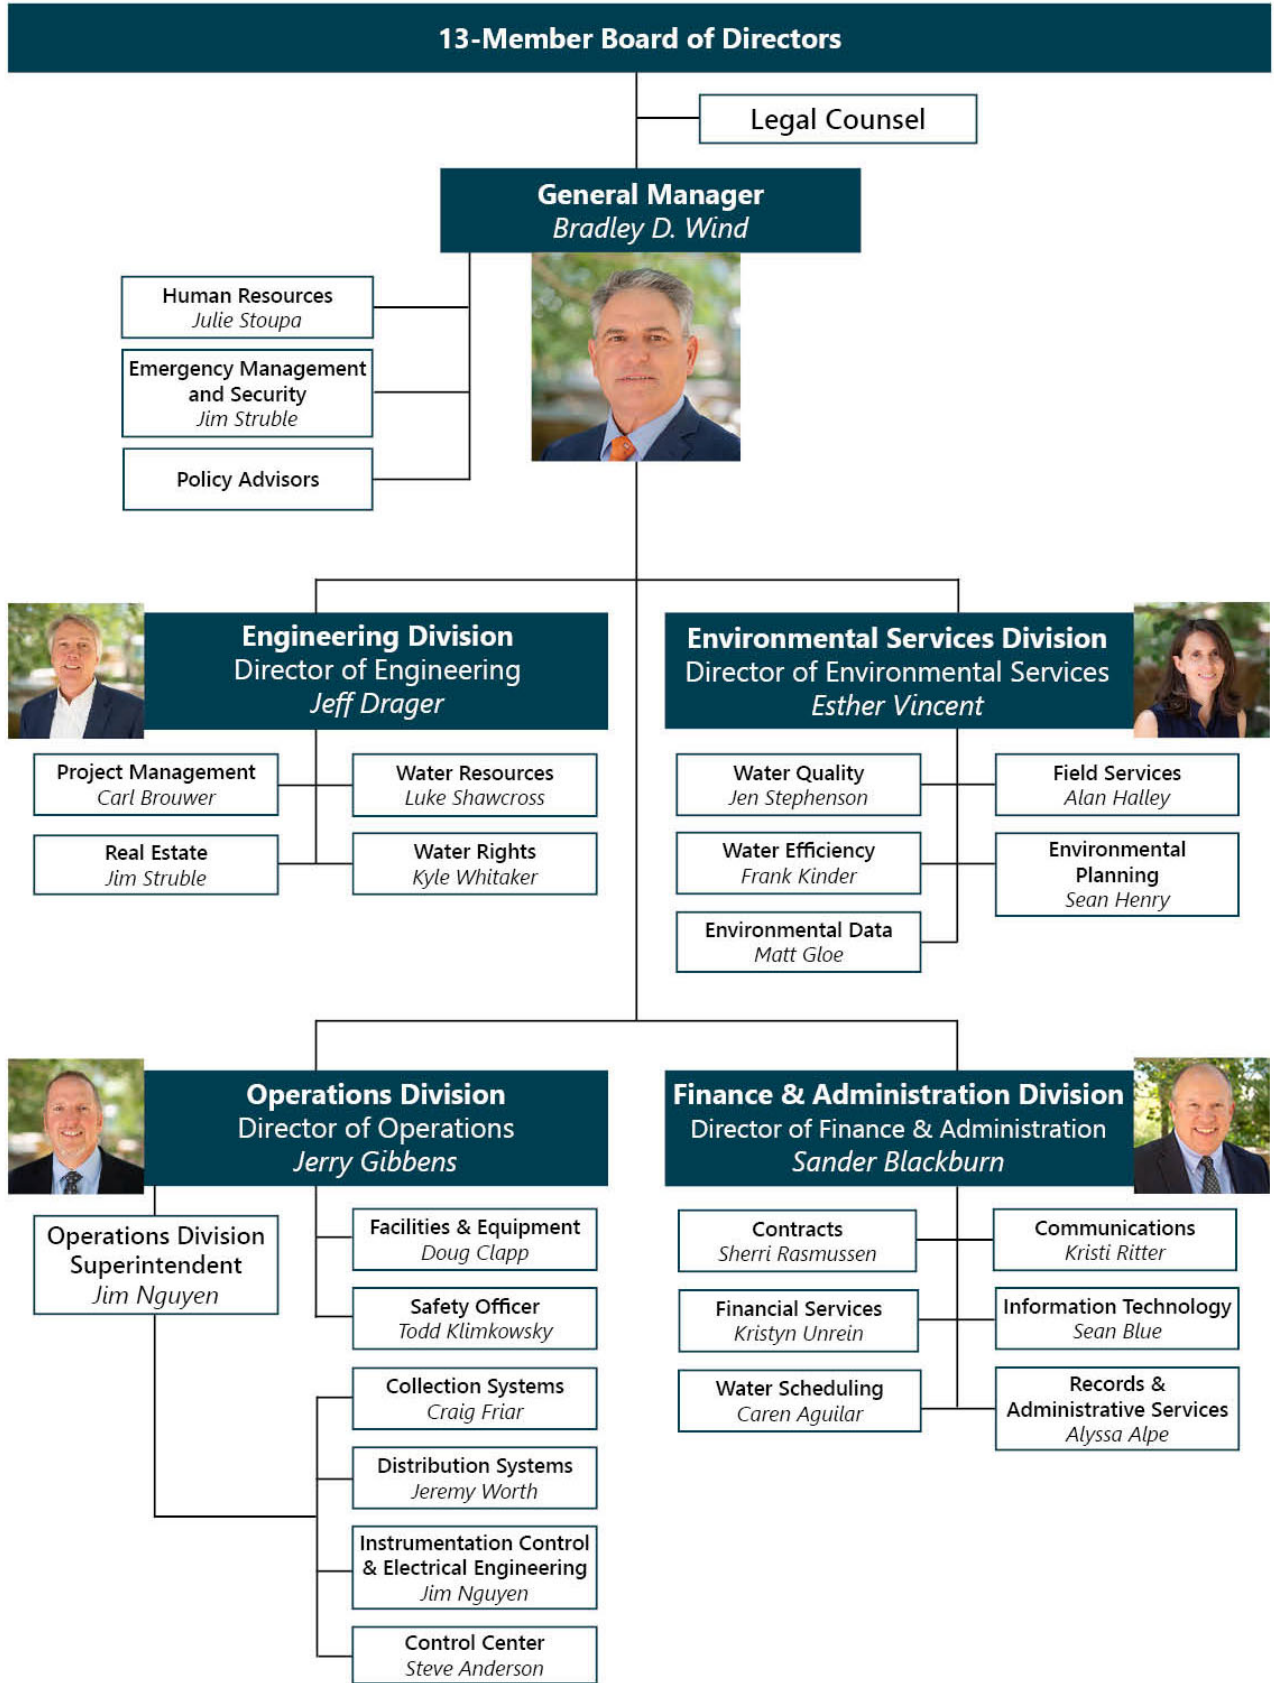 13-Member Board of Directors
Legal Counsel
General Manager
Bradley D. Wind
Human Resources
Julie Stoupa
Emergency Management
and Security
Jim Struble
Policy Advisors
Engineering Division
Director of Engineering
Jeff Drager
Project Management
Carl Brouwer
Water Resources
Luke Shawcross
Real Estate
Jim Struble
Water Rights
Kyle Whitaker
Environmental Services Division
Director of Environmental Services
Esther Vincent
Water Quality
Jen Stephenson
Field Services
Alan Halley
Water Efficiency
Frank Kinder
Environmental
Planning
Sean Henry
Environmental Data
Matt Gloe
Operations Division
Director of Operations
Jerry Gibbens
Operations Division
Superintendent
Jim Nguyen
Facilities & Equipment
Doug Clapp
Safety Officer
Todd Klimkowsky
Collection Systems
Craig Friar
Distribution Systems
Jeremy Worth
Instrumentation Control
& Electrical Engineering
Jim Nguyen
Control Center
Steve Anderson
Finance & Administration Division
Director of Finance & Administration
Sander Blackburn
Contracts
Sherri Rasmussen
Communications
Kristi Ritter
Financial Services
Kristyn Unrein
Information Technology
Sean Blue
Water Scheduling
Caren Aguilar
Records &
Administrative Services
Alyssa Alpe